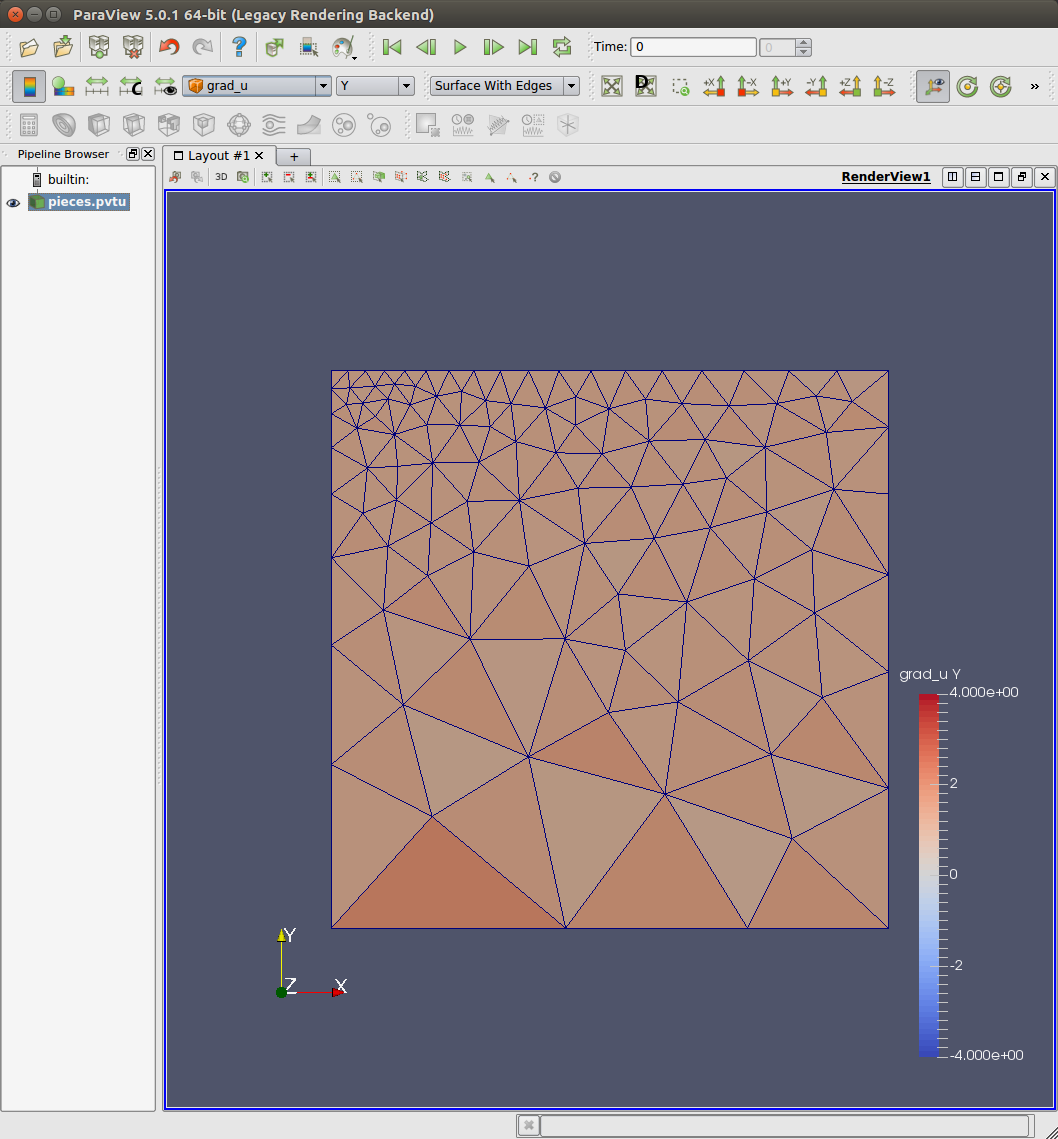 ParaView 5.0.1 64-bit (Legacy Rendering Backend)
? Time: 0 0
C grad_u Y Surface With Edges D +X -X +Y -Y +Z -Z »
Pipeline Browser
Layout #1 +
builtin:
3D ? RenderView1
pieces.pvtu
grad_u Y
4.000e+00
2
0
-2
-4.000e+00
Y
Z X